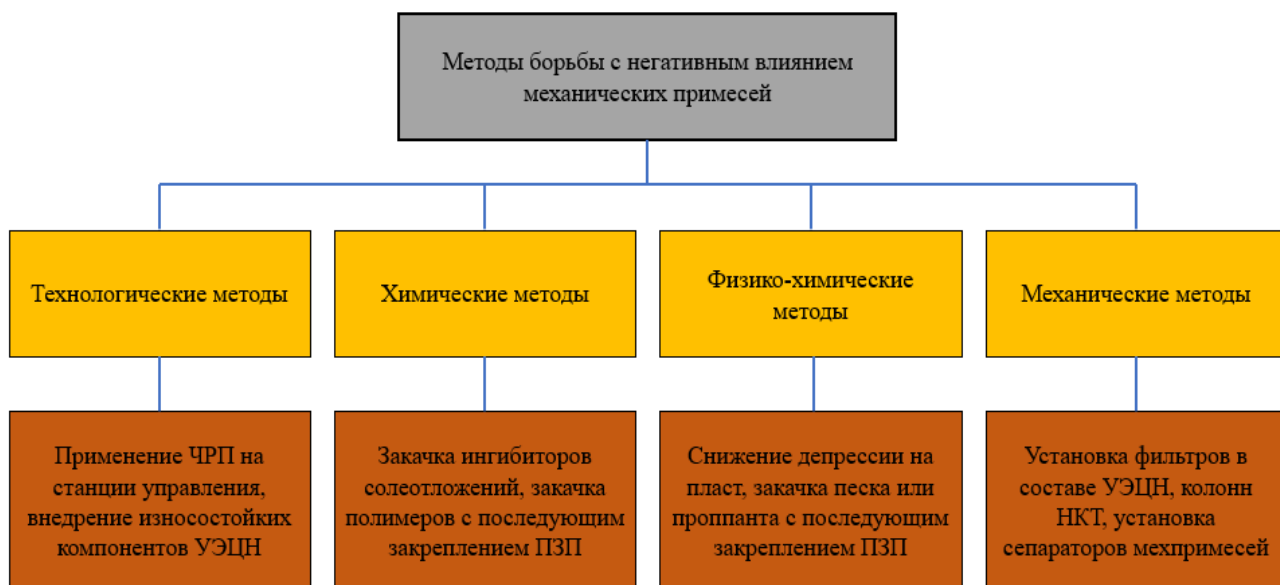 Методы борьбы с негативным влиянием
механических примесей
Технологические методы
Химические методы
Физико-химические
методы
Механические методы
Применение ЧРП на
станции управления,
внедрение износостойких
компонентов УЭЦН
Закачка ингибиторов
солеотложений, закачка
полимеров с последующим
закреплением ПЗП
Снижение депрессии на
пласт, закачка песка или
проппанта с последующим
закреплением ПЗП
Установка фильтров в
составе УЭЦН, колонн
НКТ, установка
сепараторов мехпримесей